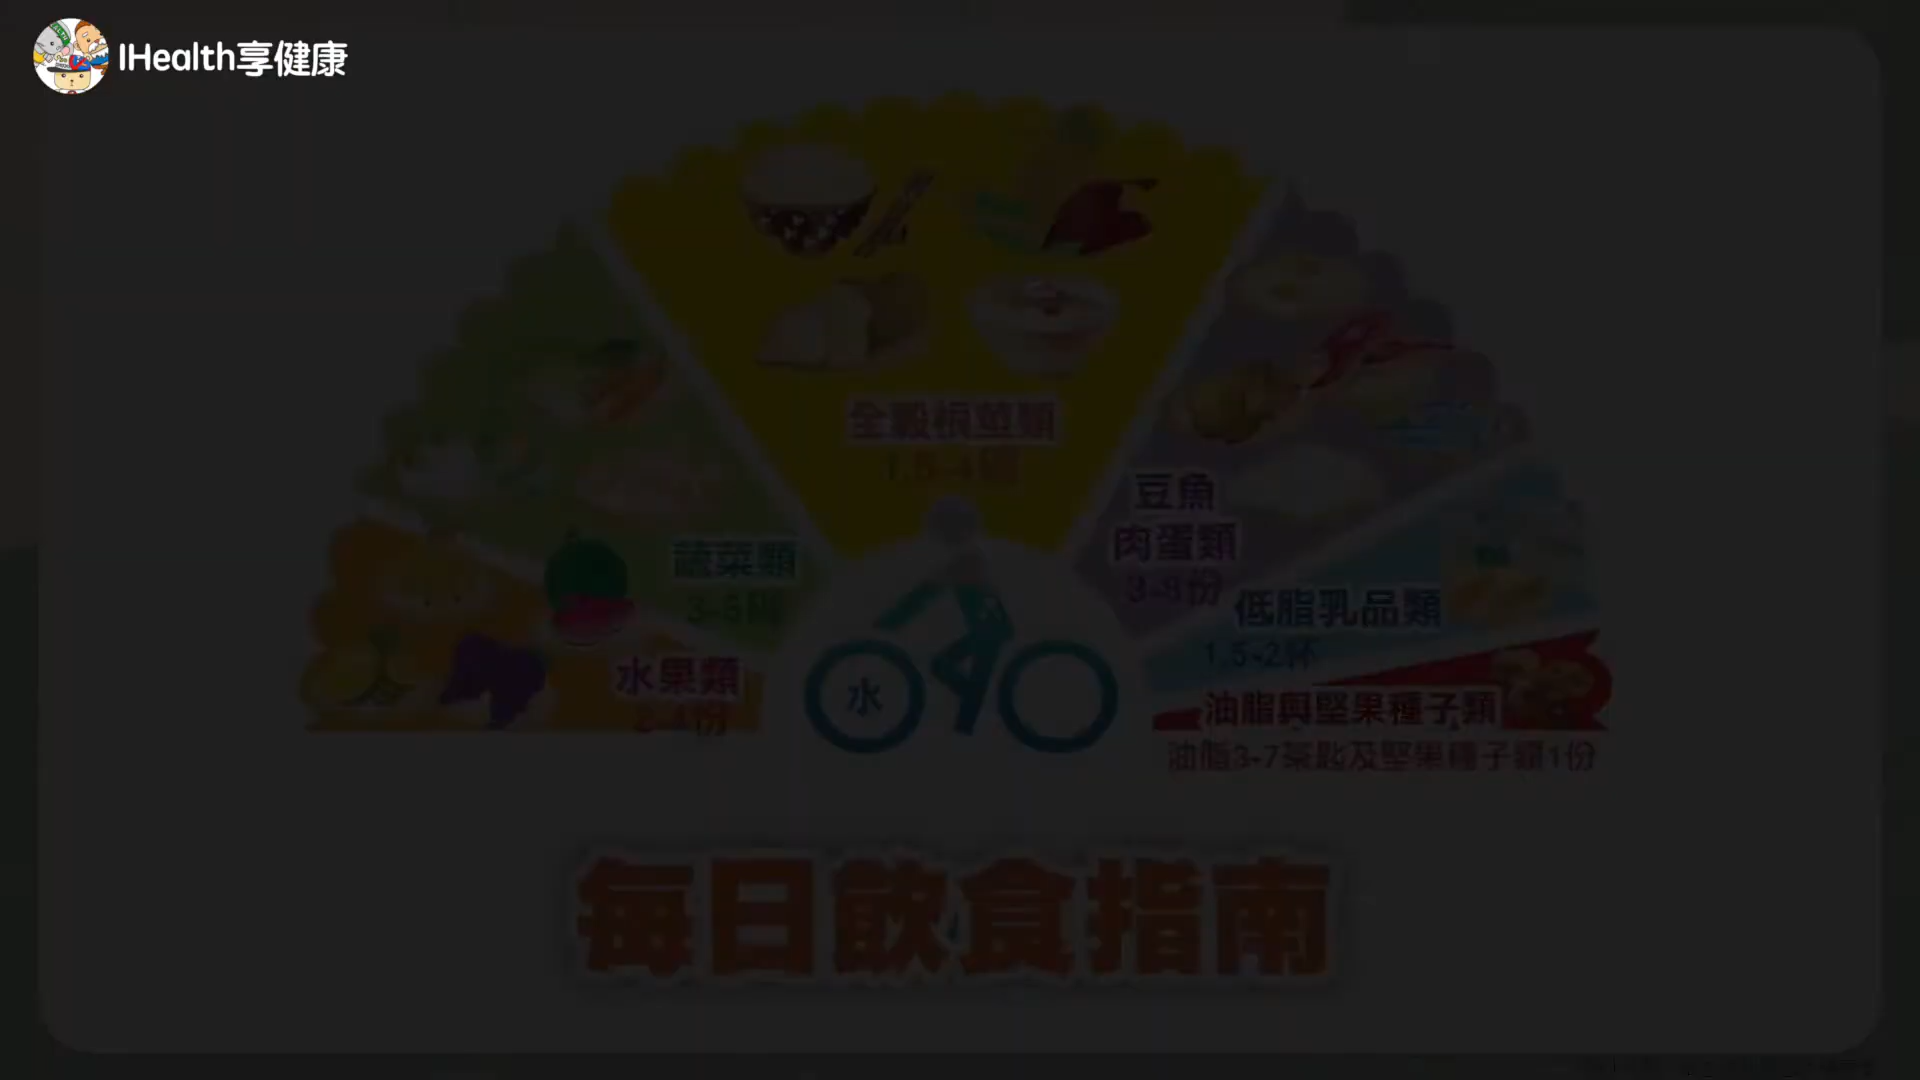 IHealth享健康
全穀根莖類
1.5-4碗
豆魚
肉蛋類
3-8份
蔬菜類
3-5碟
低脂乳品類
1.5-2杯
水果類
2-4份
水
油脂與堅果種子類
油脂3-7茶匙及堅果種子類1份
每日飲食指南